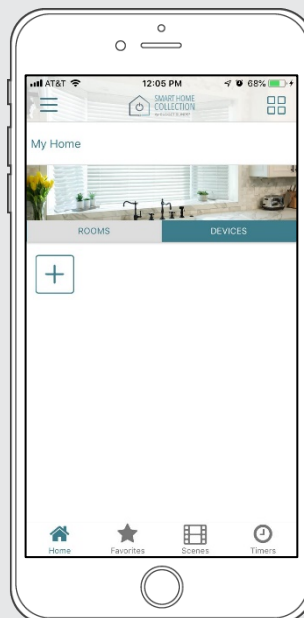 AT&T 12:05 PM 68%
SMART HOME
COLLECTION
My Home
ROOMS DEVICES
Home Favorites Scenes Timers